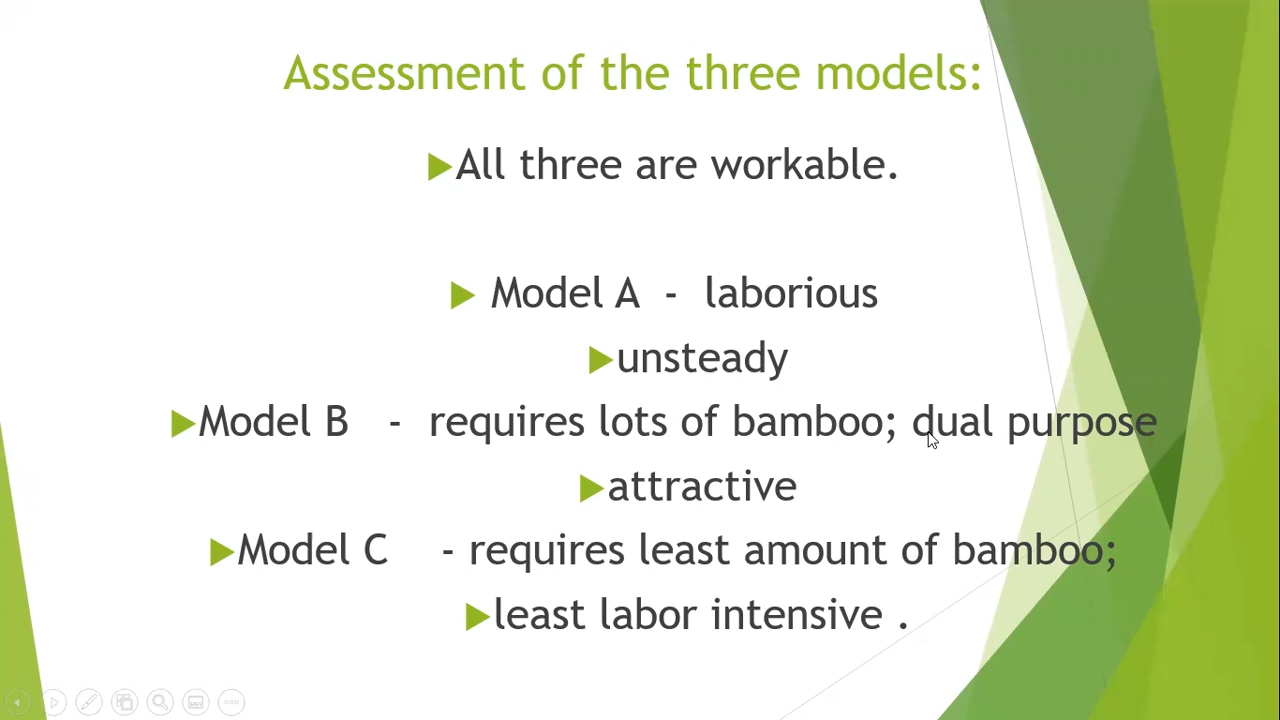 Assessment of the three models:
All three are workable.
Model A - laborious
unsteady
Model B - requires lots of bamboo; dual purpose
attractive
Model C - requires least amount of bamboo;
least labor intensive .